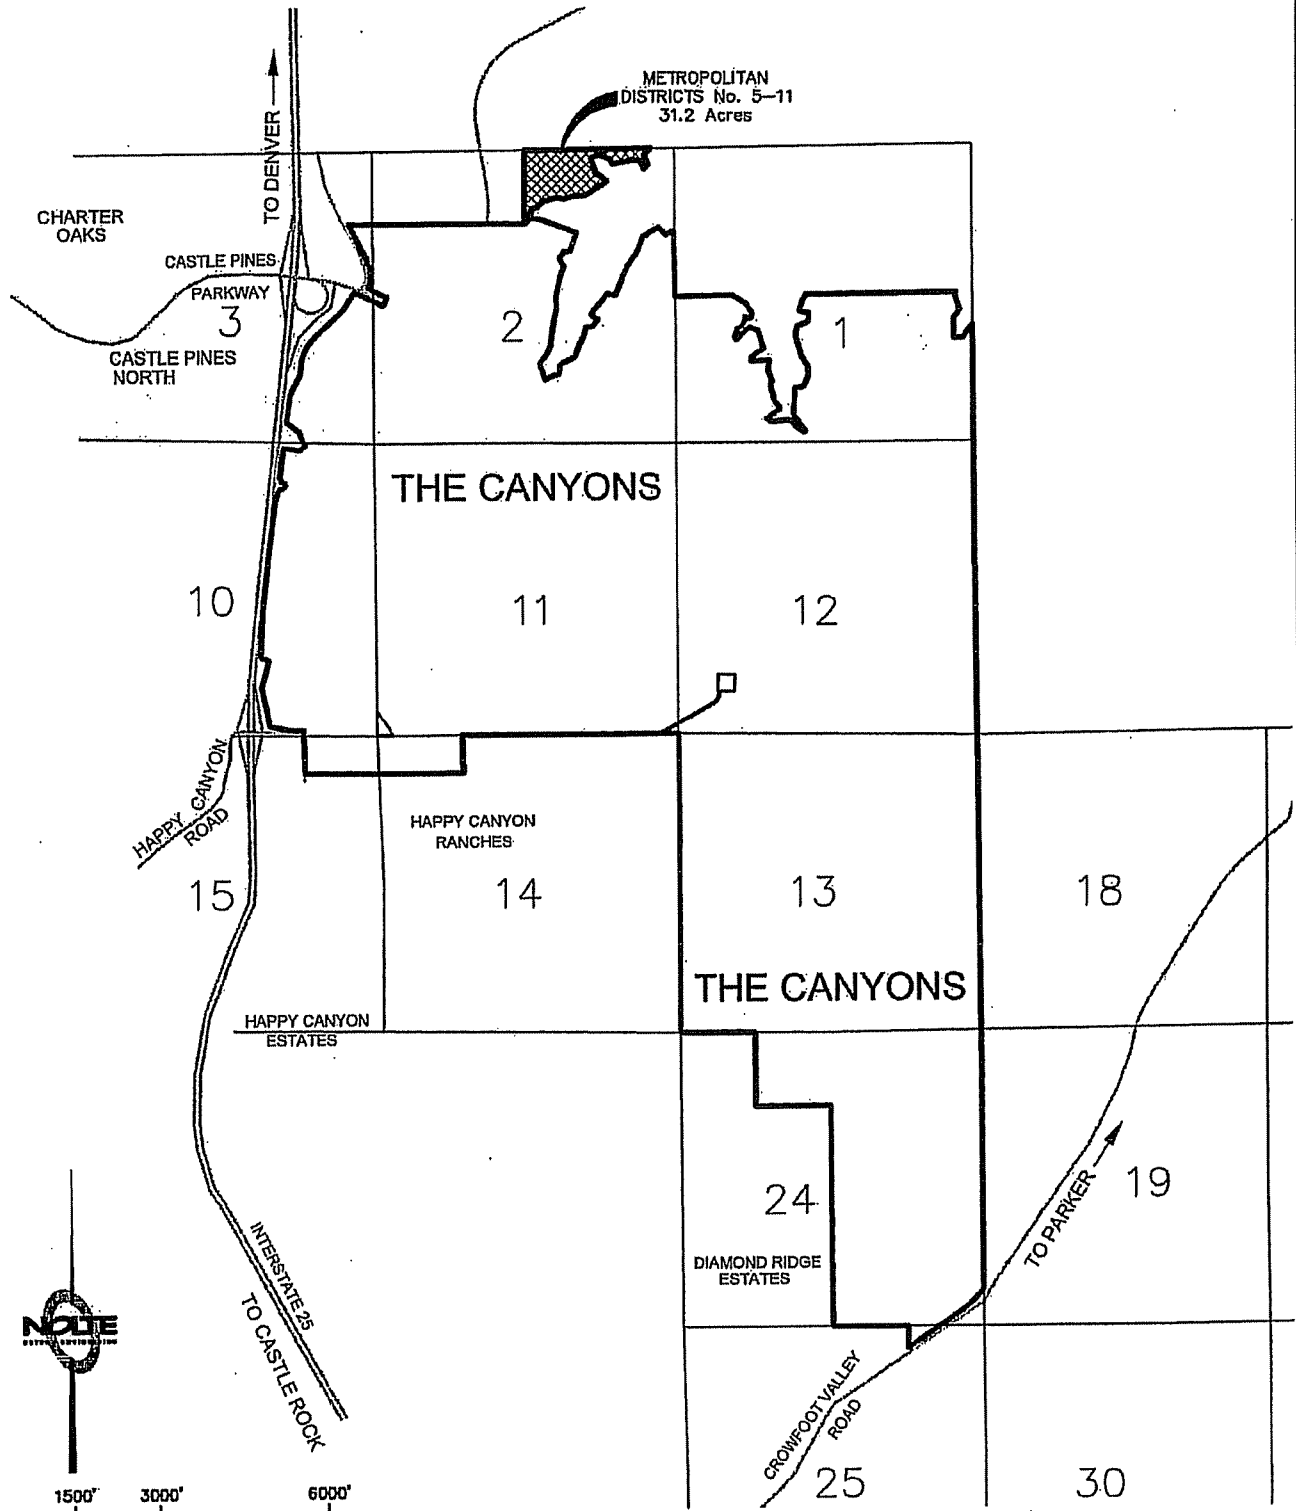 METROPOLITAN
DISTRICTS No. 5-11
31.2 Acres
TO DENVER
CHARTER
OAKS
CASTLE PINES
PARKWAY
3
2
1
CASTLE PINES
NORTH
THE CANYONS
10
11
12
HAPPY CANYON
ROAD
HAPPY CANYON
RANCHES
15
14
13
18
THE CANYONS
HAPPY CANYON
ESTATES
24
19
TO PARKER
DIAMOND RIDGE
ESTATES
INTERSTATE 25
TO CASTLE ROCK
NOLTE
CROWFOOT VALLEY
ROAD
25
30
1500'
3000'
6000'